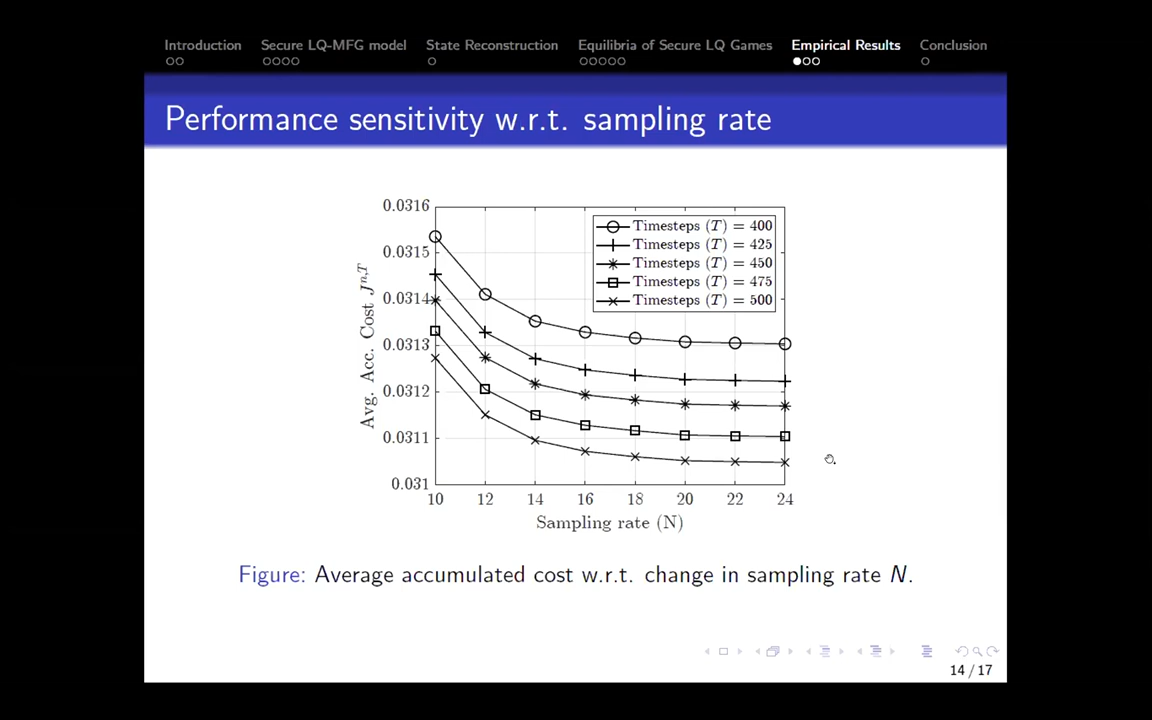 Introduction Secure LQ-MFG model State Reconstruction Equilibria of Secure LQ Games Empirical Results Conclusion
Performance sensitivity w.r.t. sampling rate
0.0316
0.0315
0.0314
0.0313
0.0312
0.0311
0.031
Avg. Acc. Cost J^{n,T}
Timesteps (T) = 400
Timesteps (T) = 425
Timesteps (T) = 450
Timesteps (T) = 475
Timesteps (T) = 500
10 12 14 16 18 20 22 24
Sampling rate (N)
Figure: Average accumulated cost w.r.t. change in sampling rate N.
14 / 17